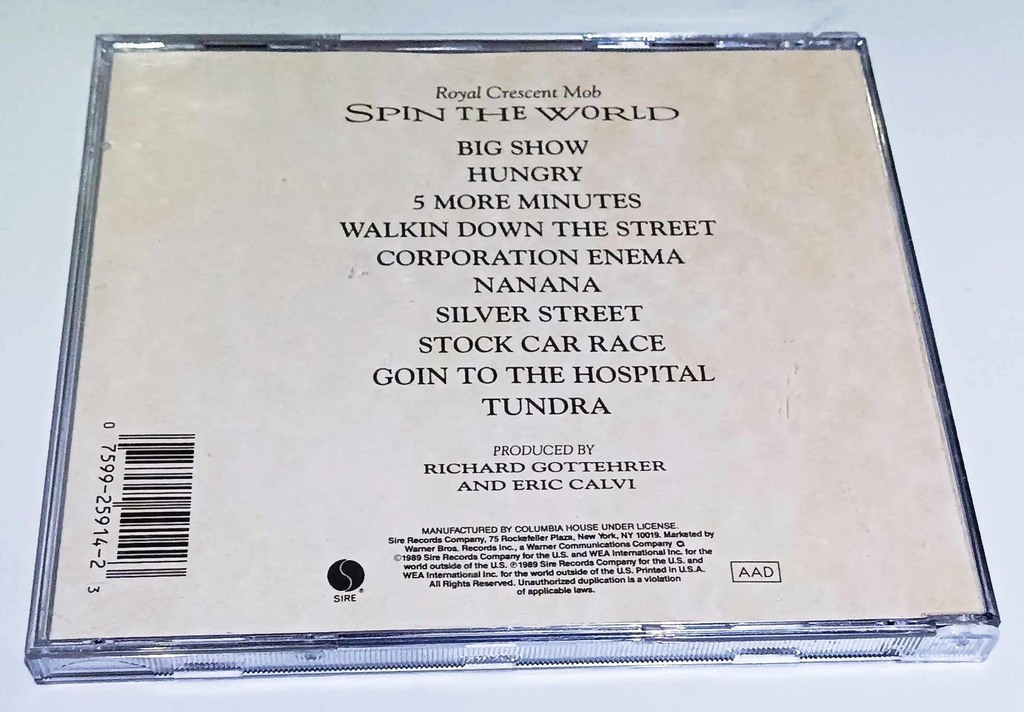 Royal Crescent Mob
SPIN THE WORLD
BIG SHOW
HUNGRY
5 MORE MINUTES
WALKIN DOWN THE STREET
CORPORATION ENEMA
NANANA
SILVER STREET
STOCK CAR RACE
GOIN TO THE HOSPITAL
TUNDRA
PRODUCED BY
RICHARD GOTTEHRER
AND ERIC CALVI
MANUFACTURED BY COLUMBIA HOUSE UNDER LICENSE.
Sire Records Company, 75 Rockefeller Plaza, New York, NY 10019. Marketed by
Warner Bros. Records Inc., a Warner Communications Company
©1989 Sire Records Company for the U.S. and WEA International Inc. for the
world outside of the U.S. ℗1989 Sire Records Company for the U.S. and
WEA International Inc. for the world outside of the U.S. Printed in U.S.A.
All Rights Reserved. Unauthorized duplication is a violation
of applicable laws.
SIRE®
AAD
0 7599-25914-2 3